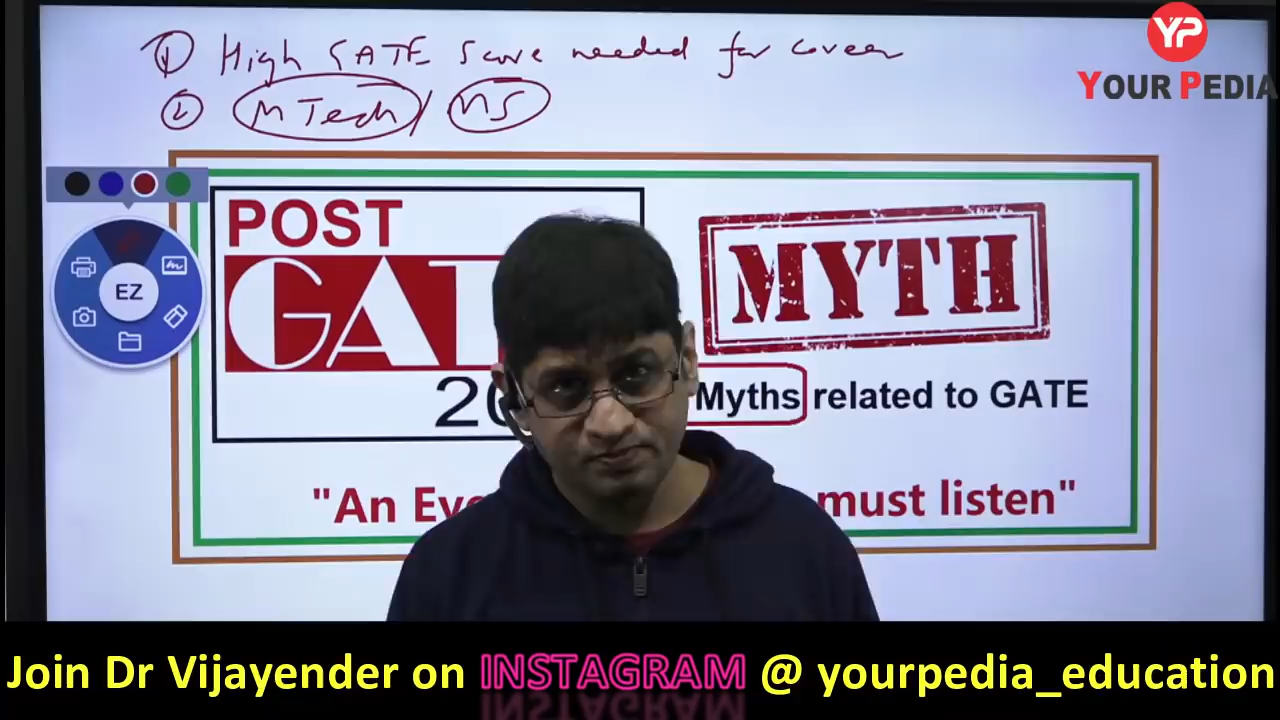 ① High GATE Score needed for career
② MTech / MS
YP
YOUR PEDIA
EZ
POST
GAT
MYTH
20
Myths related to GATE
"An Eve must listen"
Join Dr Vijayender on INSTAGRAM @ yourpedia_education